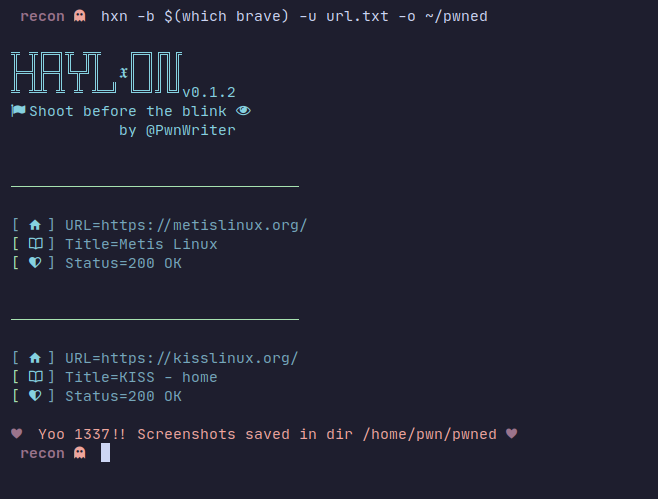 recon hxn -b $(which brave) -u url.txt -o ~/pwned
HAYLxON v0.1.2
Shoot before the blink
by @PwnWriter
[ ] URL=https://metislinux.org/
[ ] Title=Metis Linux
[ ] Status=200 OK
[ ] URL=https://kisslinux.org/
[ ] Title=KISS - home
[ ] Status=200 OK
Yoo 1337!! Screenshots saved in dir /home/pwn/pwned
recon